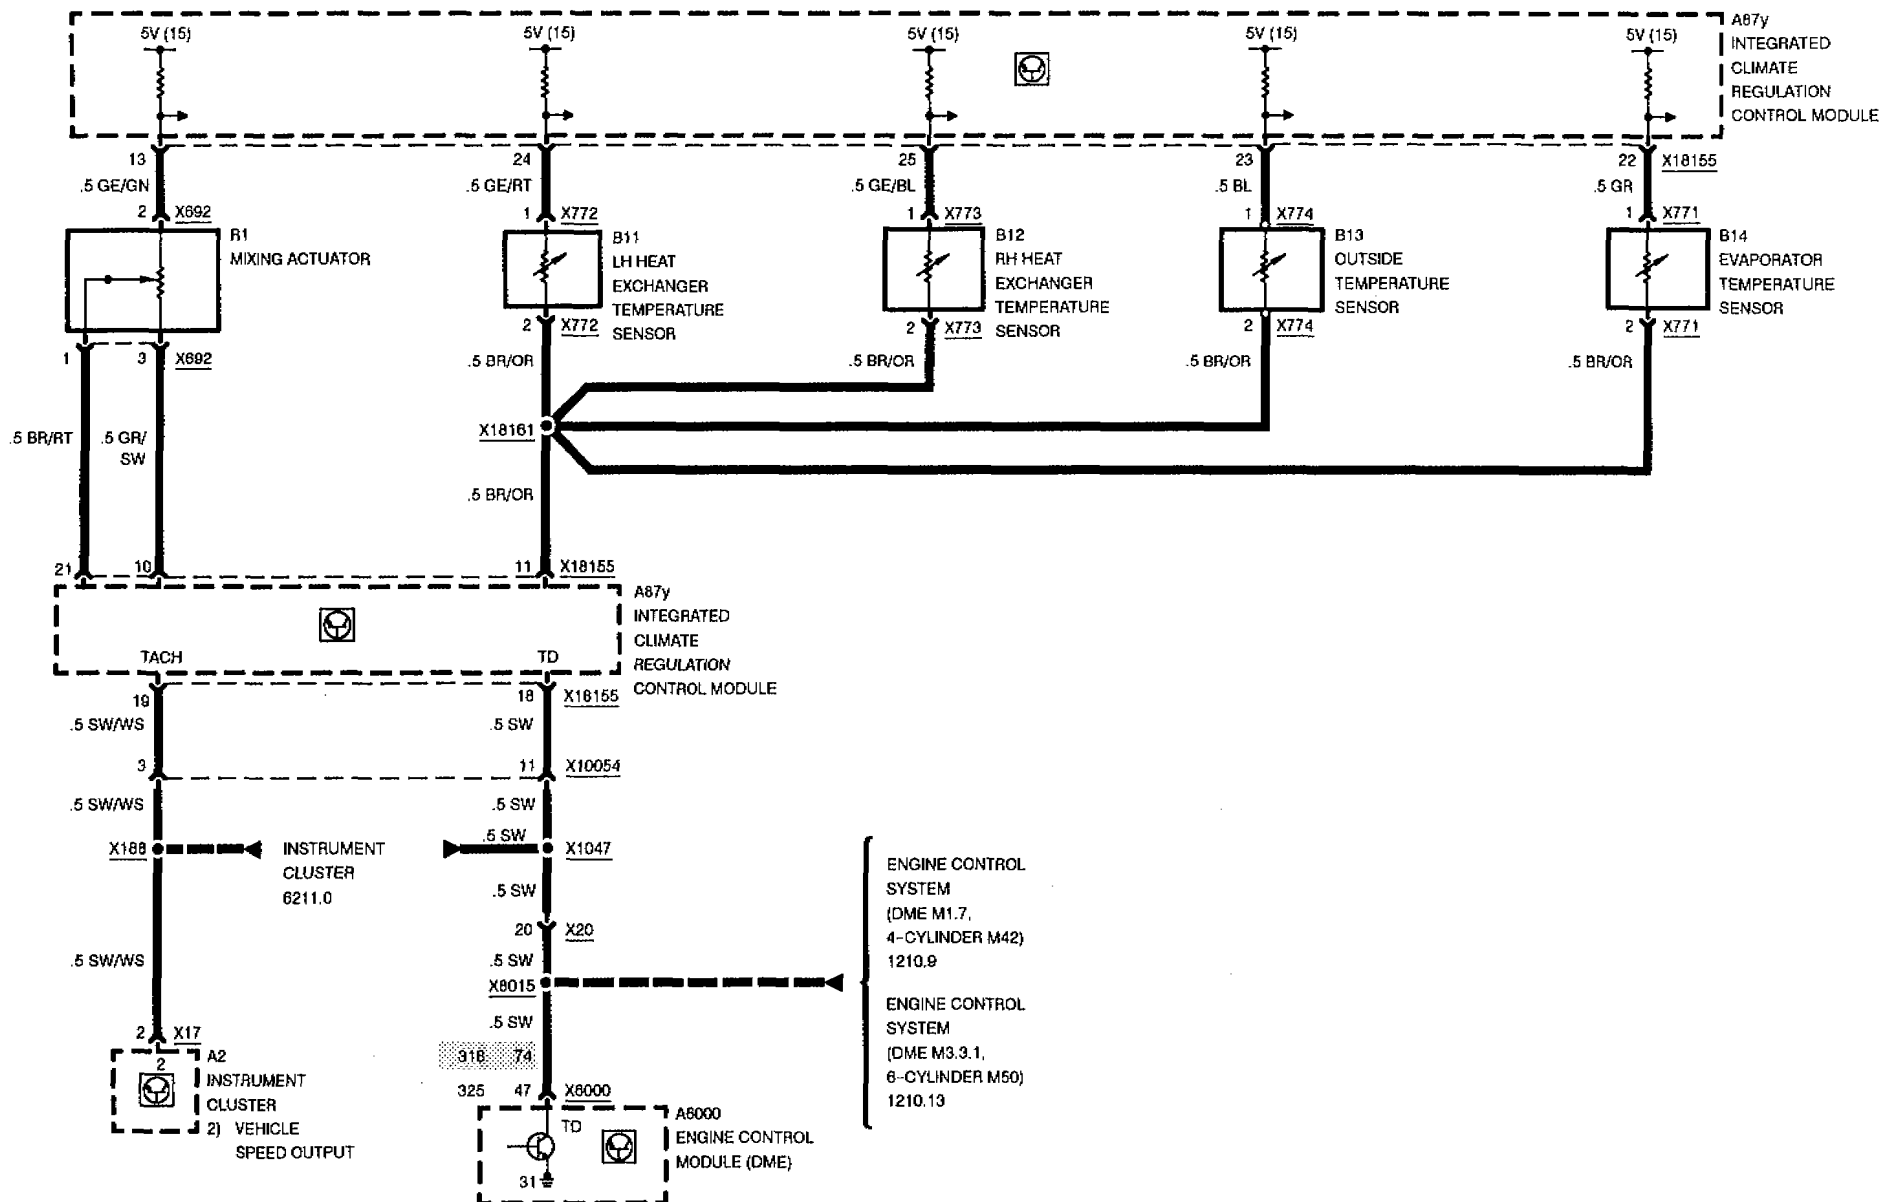 5V (15) 5V (15) 5V (15) 5V (15) 5V (15)
A87y
INTEGRATED
CLIMATE
REGULATION
CONTROL MODULE
13 24 25 23 22 X18155
.5 GE/GN .5 GE/RT .5 GE/BL .5 BL .5 GR
2 X692 1 X772 1 X773 1 X774 1 X771
R1
MIXING ACTUATOR
B11
LH HEAT
EXCHANGER
TEMPERATURE
SENSOR
B12
RH HEAT
EXCHANGER
TEMPERATURE
SENSOR
B13
OUTSIDE
TEMPERATURE
SENSOR
B14
EVAPORATOR
TEMPERATURE
SENSOR
1 3 X692 2 X772 2 X773 2 X774 2 X771
.5 BR/OR .5 BR/OR .5 BR/OR .5 BR/OR
.5 BR/RT .5 GR/
SW
X18161
.5 BR/OR
21 10 11 X18155
A87y
INTEGRATED
CLIMATE
REGULATION
CONTROL MODULE
TACH TD
19 18 X18155
.5 SW/WS .5 SW
3 11 X10054
.5 SW/WS .5 SW
.5 SW
X188 X1047
INSTRUMENT
CLUSTER
6211.0
.5 SW
20 X20
.5 SW/WS .5 SW
X8015
.5 SW
ENGINE CONTROL
SYSTEM
(DME M1.7,
4-CYLINDER M42)
1210.9
ENGINE CONTROL
SYSTEM
(DME M3.3.1,
6-CYLINDER M50)
1210.13
2 X17
2
A2
INSTRUMENT
CLUSTER
2) VEHICLE
SPEED OUTPUT
318 74
325 47 X6000
TD
31
A6000
ENGINE CONTROL
MODULE (DME)